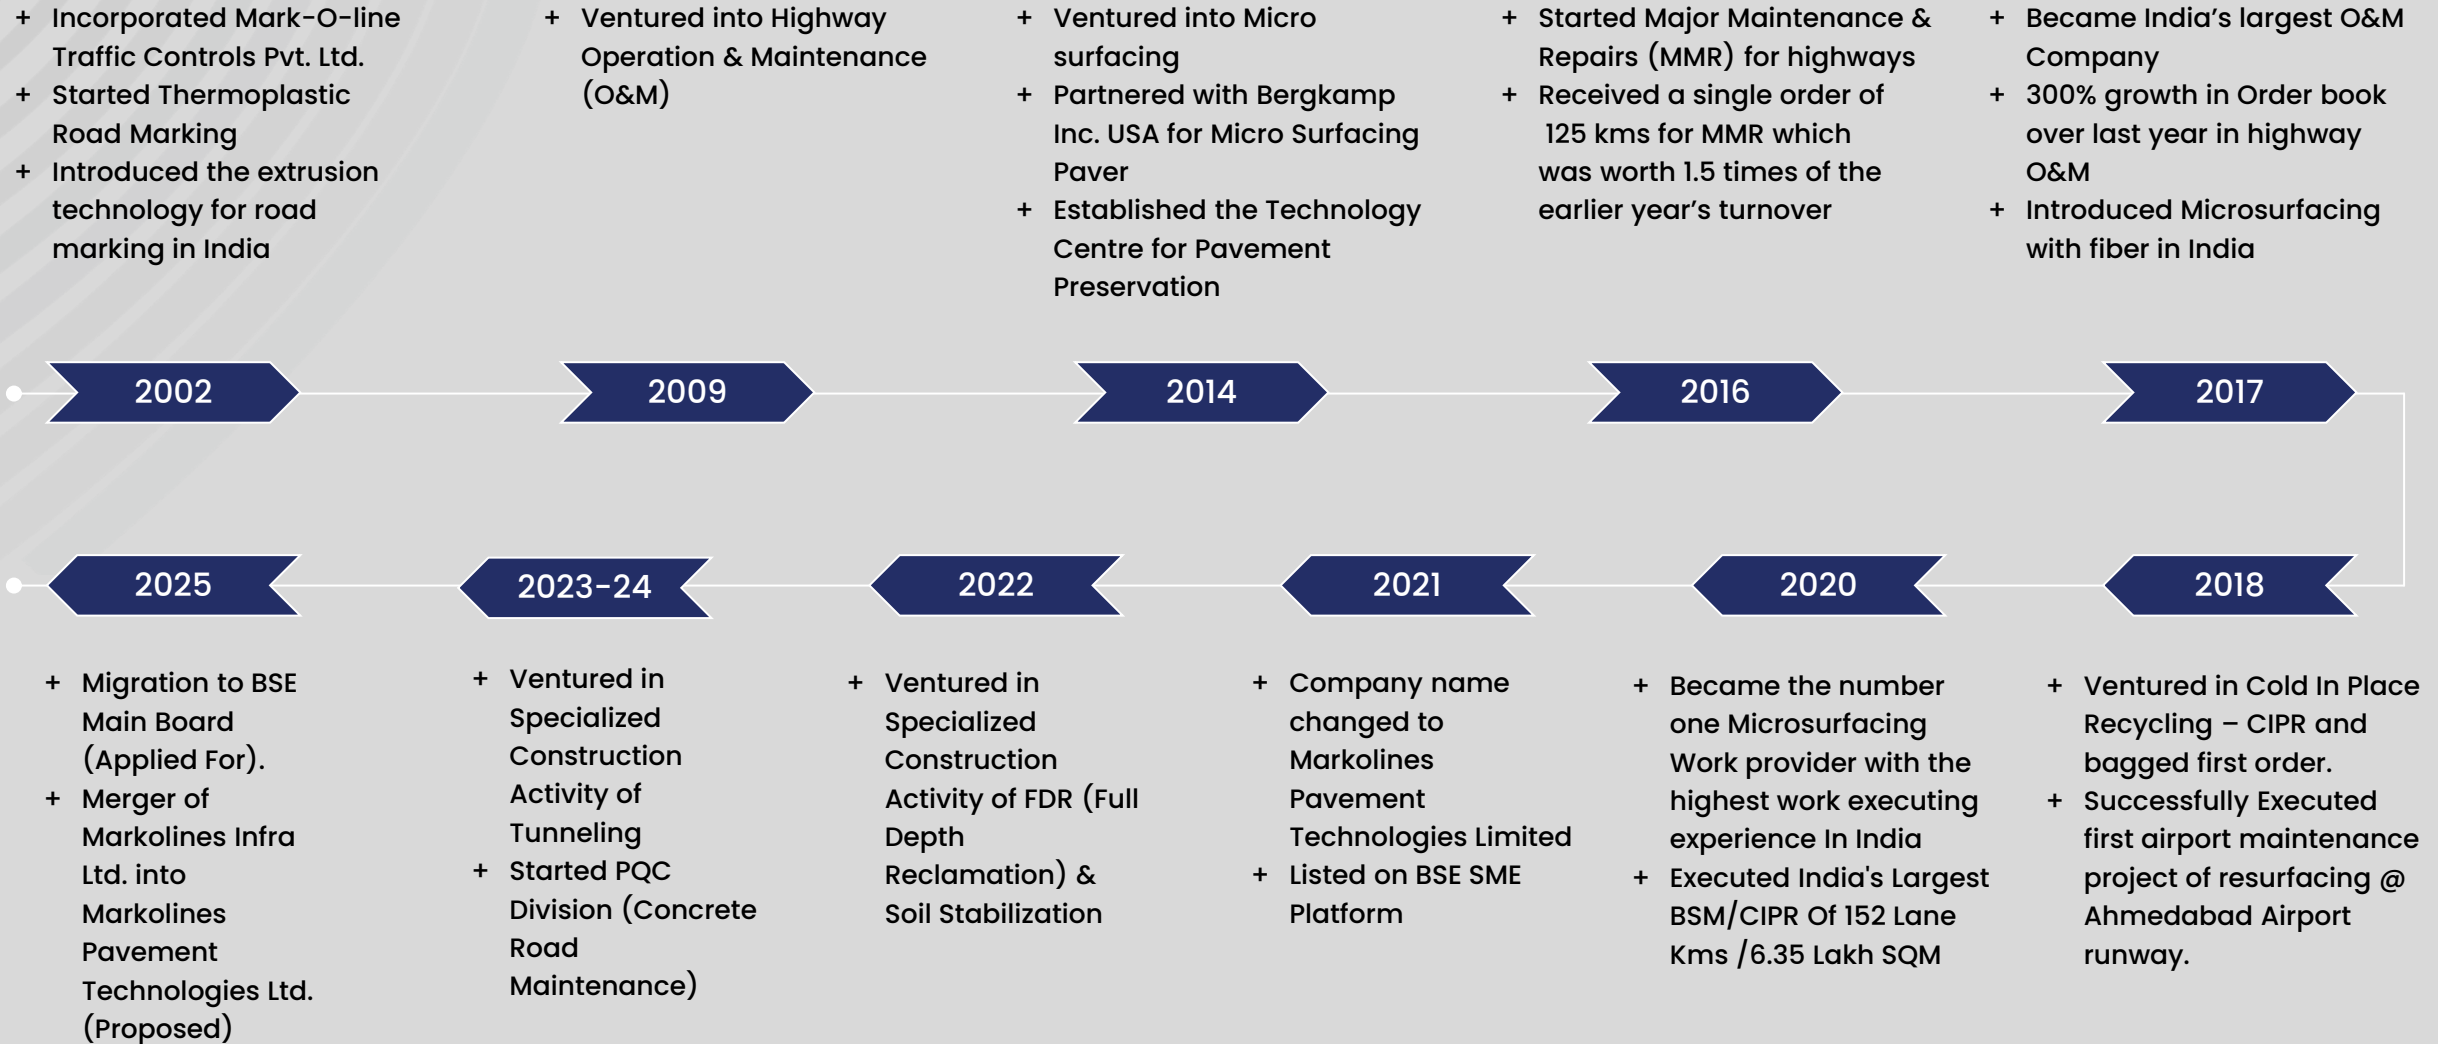 + Incorporated Mark-O-line
Traffic Controls Pvt. Ltd.
+ Started Thermoplastic
Road Marking
+ Introduced the extrusion
technology for road
marking in India
+ Ventured into Highway
Operation & Maintenance
(O&M)
+ Ventured into Micro
surfacing
+ Partnered with Bergkamp
Inc. USA for Micro Surfacing
Paver
+ Established the Technology
Centre for Pavement
Preservation
+ Started Major Maintenance &
Repairs (MMR) for highways
+ Received a single order of
125 kms for MMR which
was worth 1.5 times of the
earlier year’s turnover
+ Became India’s largest O&M
Company
+ 300% growth in Order book
over last year in highway
O&M
+ Introduced Microsurfacing
with fiber in India
2002
2009
2014
2016
2017
2025
2023-24
2022
2021
2020
2018
+ Migration to BSE
Main Board
(Applied For).
+ Merger of
Markolines Infra
Ltd. into
Markolines
Pavement
Technologies Ltd.
(Proposed)
+ Ventured in
Specialized
Construction
Activity of
Tunneling
+ Started PQC
Division (Concrete
Road
Maintenance)
+ Ventured in
Specialized
Construction
Activity of FDR (Full
Depth
Reclamation) &
Soil Stabilization
+ Company name
changed to
Markolines
Pavement
Technologies Limited
+ Listed on BSE SME
Platform
+ Became the number
one Microsurfacing
Work provider with the
highest work executing
experience In India
+ Executed India's Largest
BSM/CIPR Of 152 Lane
Kms /6.35 Lakh SQM
+ Ventured in Cold In Place
Recycling – CIPR and
bagged first order.
+ Successfully Executed
first airport maintenance
project of resurfacing @
Ahmedabad Airport
runway.